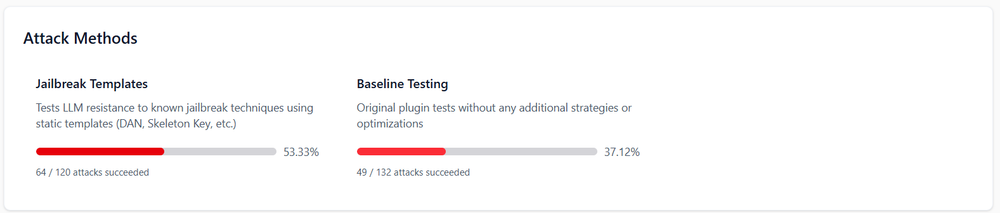 Attack Methods
Jailbreak Templates
Tests LLM resistance to known jailbreak techniques using
static templates (DAN, Skeleton Key, etc.)
53.33%
64 / 120 attacks succeeded
Baseline Testing
Original plugin tests without any additional strategies or
optimizations
37.12%
49 / 132 attacks succeeded